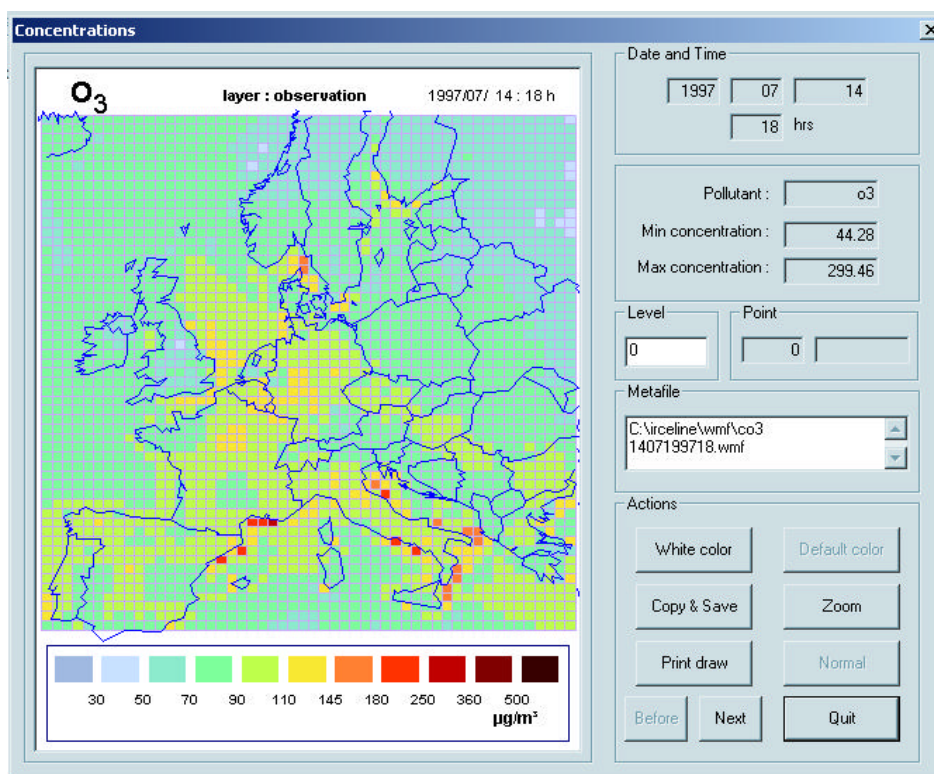 Concentrations
O3
layer : observation
1997/07/ 14 : 18 h
30 50 70 90 110 145 180 250 360 500
µg/m³
Date and Time
1997 07 14
18 hrs
Pollutant : o3
Min concentration : 44.28
Max concentration : 299.46
Level
0
Point
0
Metafile
C:\irceline\wmf\co3
1407199718.wmf
Actions
White color
Default color
Copy & Save
Zoom
Print draw
Normal
Before
Next
Quit